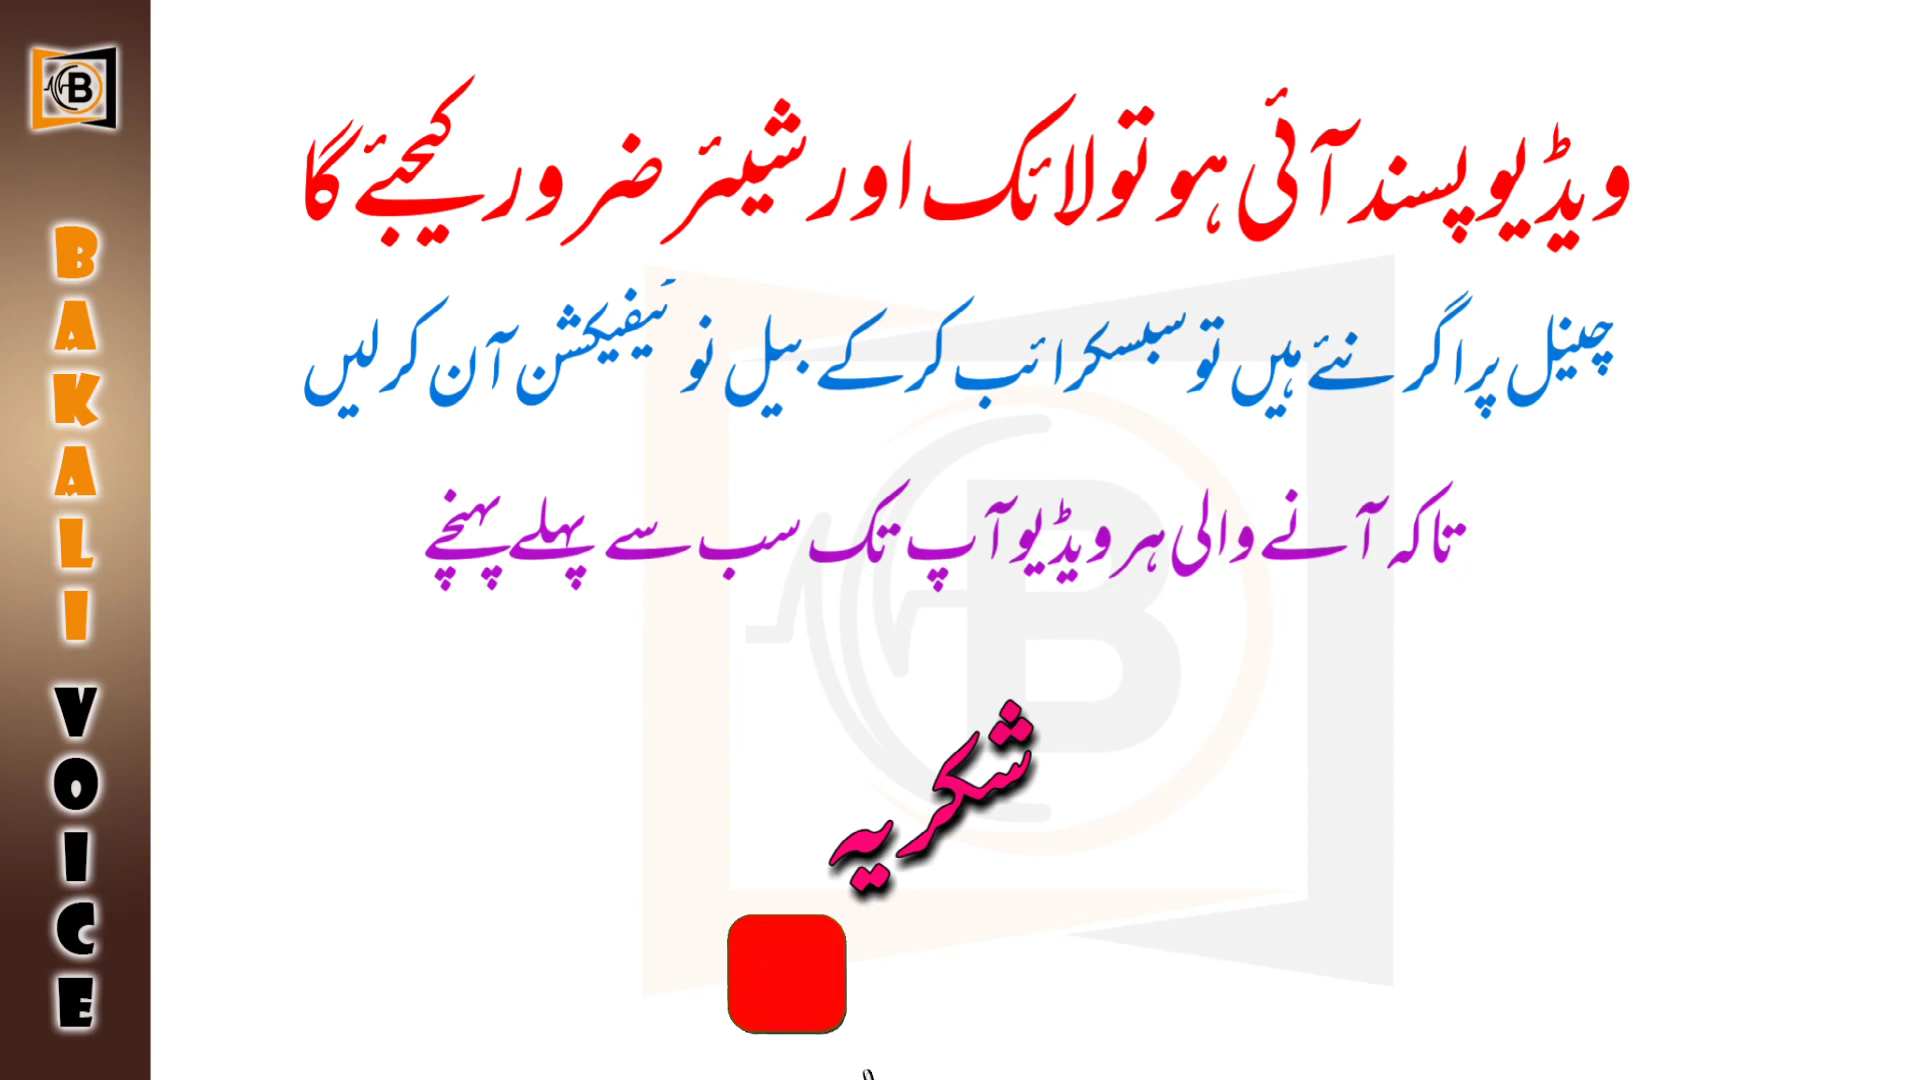 B
BAKALI VOICE
ویڈیو پسند آئی ہو تو لائک اور شیئر ضرور کیجئے گا
چینل پر اگر نئے ہیں تو سبسکرائب کر کے بیل نوئیفیکشن آن کر لیں
تاکہ آنے والی ہر ویڈیو آپ تک سب سے پہلے پہنچے
شکریہ